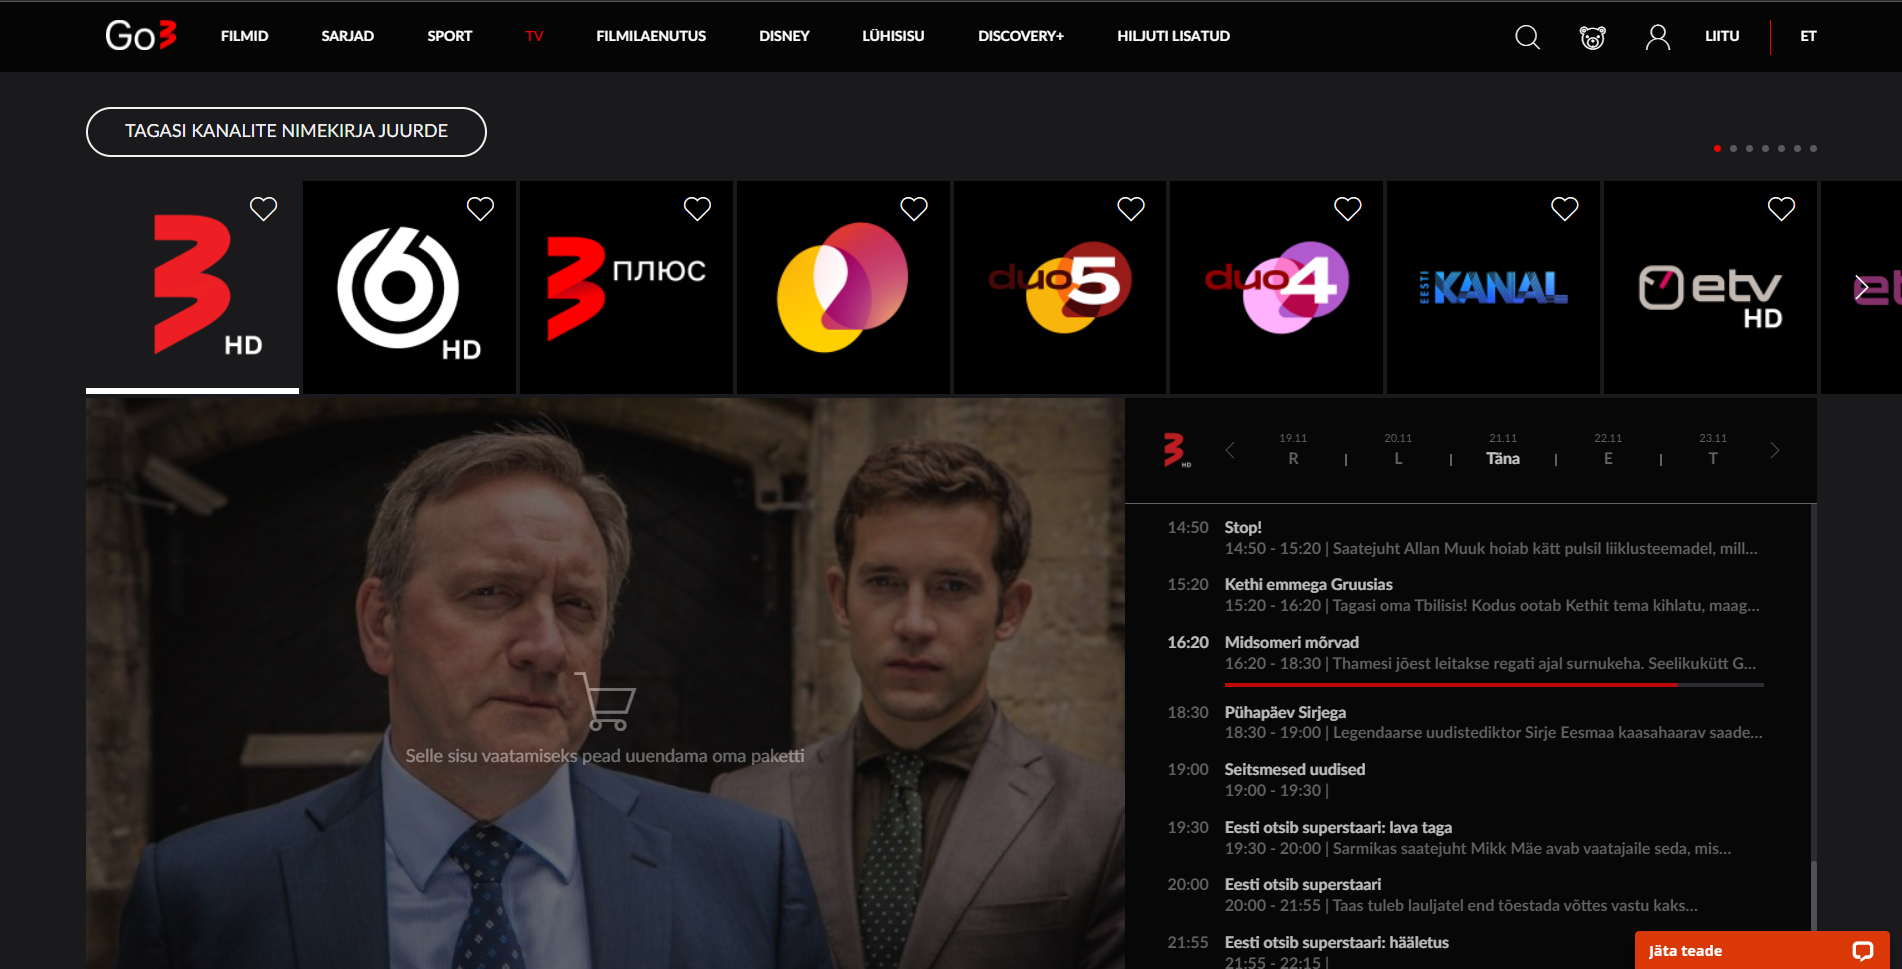 Go3
FILMID
SARJAD
SPORT
TV
FILMILAENUTUS
DISNEY
LÜHISISU
DISCOVERY+
HILJUTI LISATUD
LIITU
ET
TAGASI KANALITE NIMEKIRJA JUURDE
3 HD
6 HD
3 ПЛЮС
2
duo 5
duo 4
EESTI KANAL
etv HD
3 HD
19.11
20.11
21.11
22.11
23.11
R | L | Täna | E | T
14:50 Stop!
14:50 - 15:20 | Saatejuht Allan Muuk hoiab kätt pulsil liiklusteemadel, mill...
15:20 Kethi emmega Gruusias
15:20 - 16:20 | Tagasi oma Tbilisis! Kodus ootab Kethit tema kihlatu, maag...
16:20 Midsomeri mõrvad
16:20 - 18:30 | Thamesi jõest leitakse regati ajal surnukeha. Seelikukütt G...
18:30 Pühapäev Sirjega
18:30 - 19:00 | Legendaarse uudistediktor Sirje Eesmaa kaasahaarav saade...
19:00 Seitsmesed uudised
19:00 - 19:30 |
19:30 Eesti otsib superstaari: lava taga
19:30 - 20:00 | Sarmikas saatejuht Mikk Mäe avab vaatajaile seda, mis...
20:00 Eesti otsib superstaari
20:00 - 21:55 | Taas tuleb lauljatel end tõestada võttes vastu kaks...
21:55 Eesti otsib superstaari: hääletus
21:55 - 22:15 |
Selle sisu vaatamiseks pead uuendama oma paketti
Jäta teade